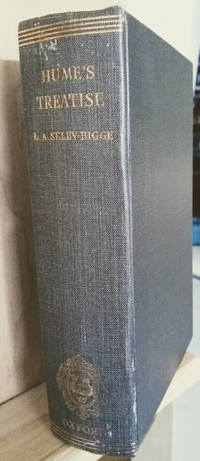 HUME'S
TREATISE
L. A. SELBY-BIGGE
OXFORD